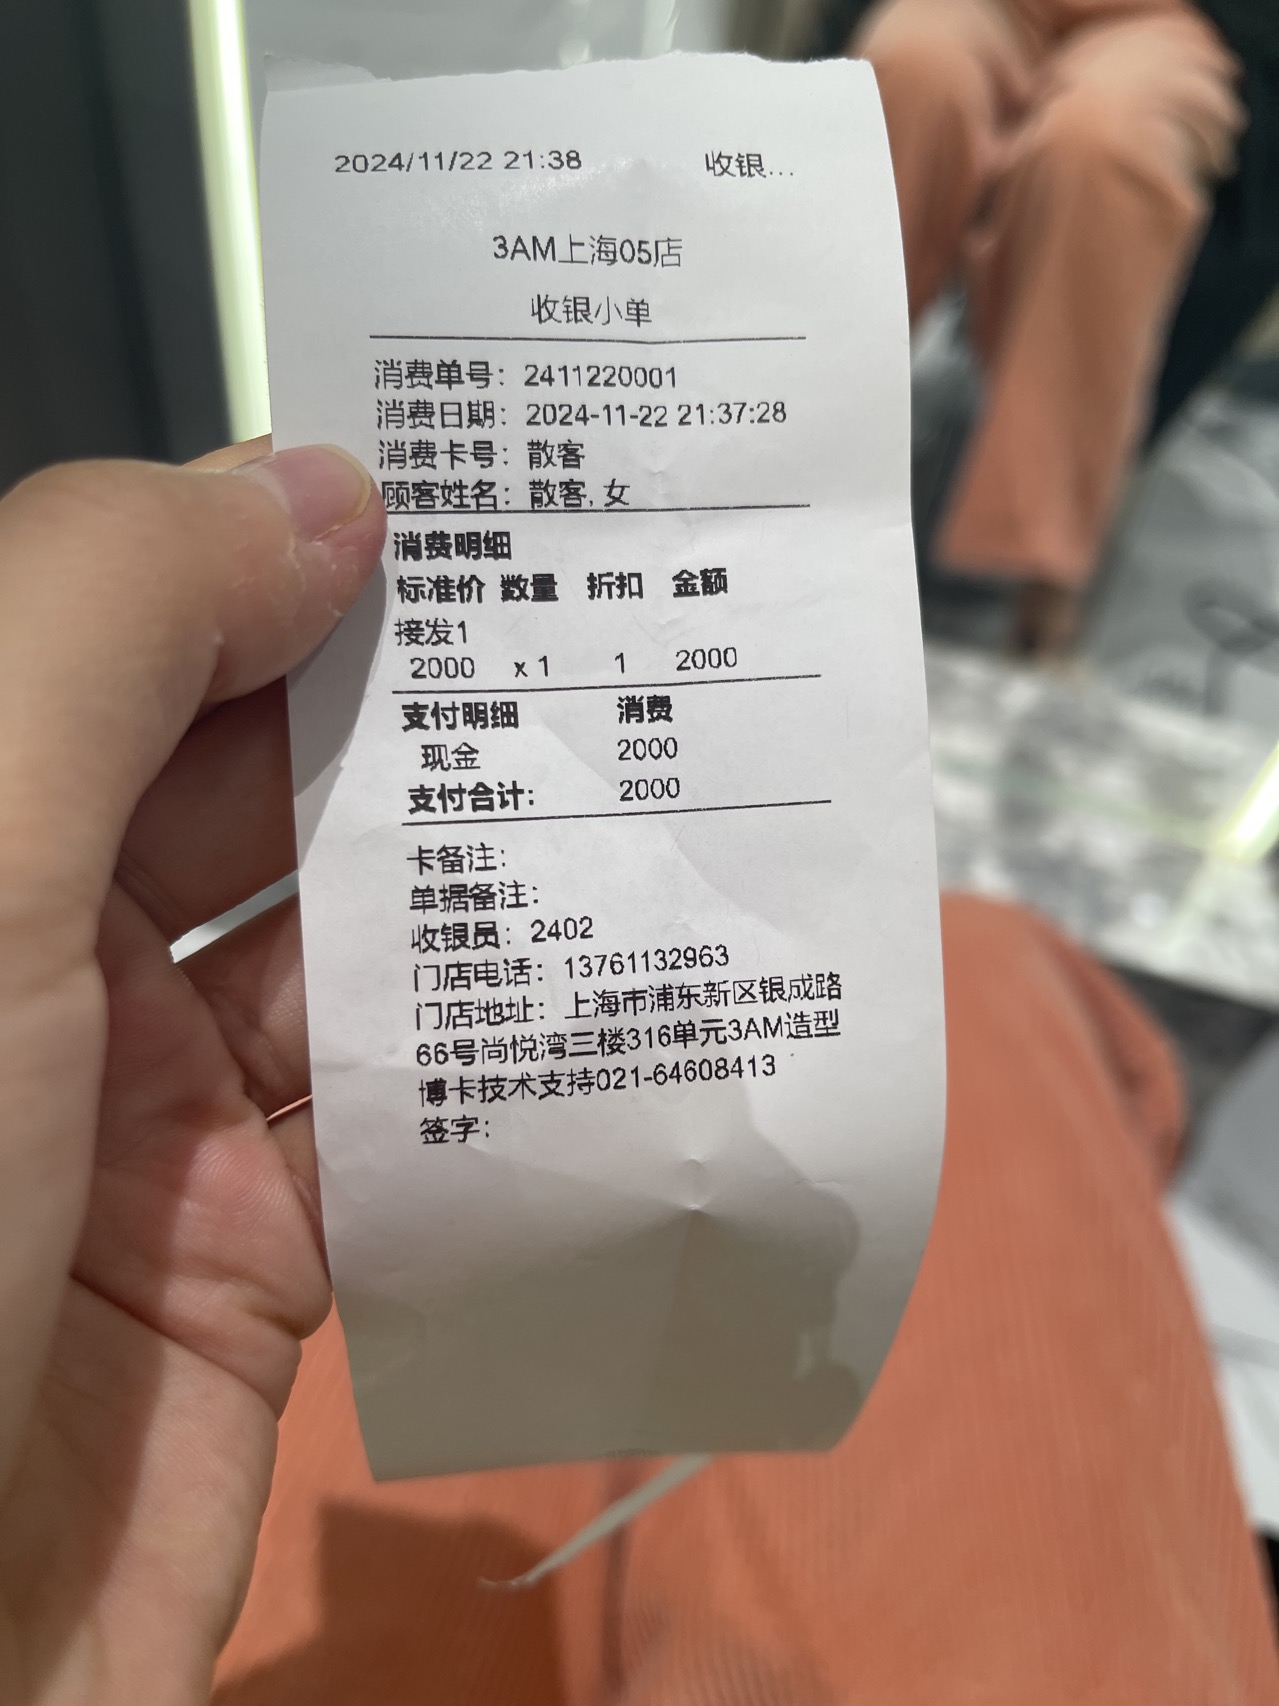 2024/11/22 21:38 收银...
3AM上海05店
收银小单
消费单号：2411220001
消费日期：2024-11-22 21:37:28
消费卡号：散客
顾客姓名：散客, 女
消费明细
标准价 数量 折扣 金额
接发1
2000 x 1 1 2000
支付明细 消费
现金 2000
支付合计： 2000
卡备注：
单据备注：
收银员：2402
门店电话：13761132963
门店地址：上海市浦东新区银成路
66号尚悦湾三楼316单元3AM造型
博卡技术支持021-64608413
签字：